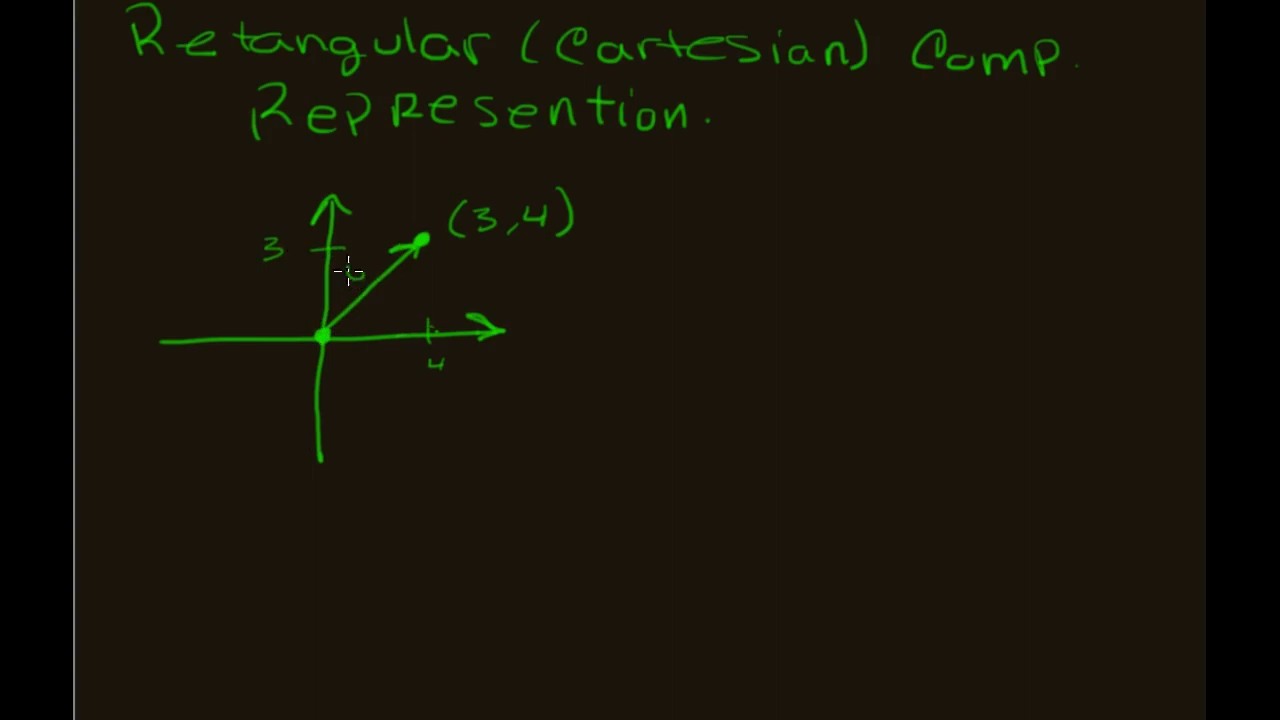 Retangular (Cartesian) Comp.
Represention.
(3,4)
3
4